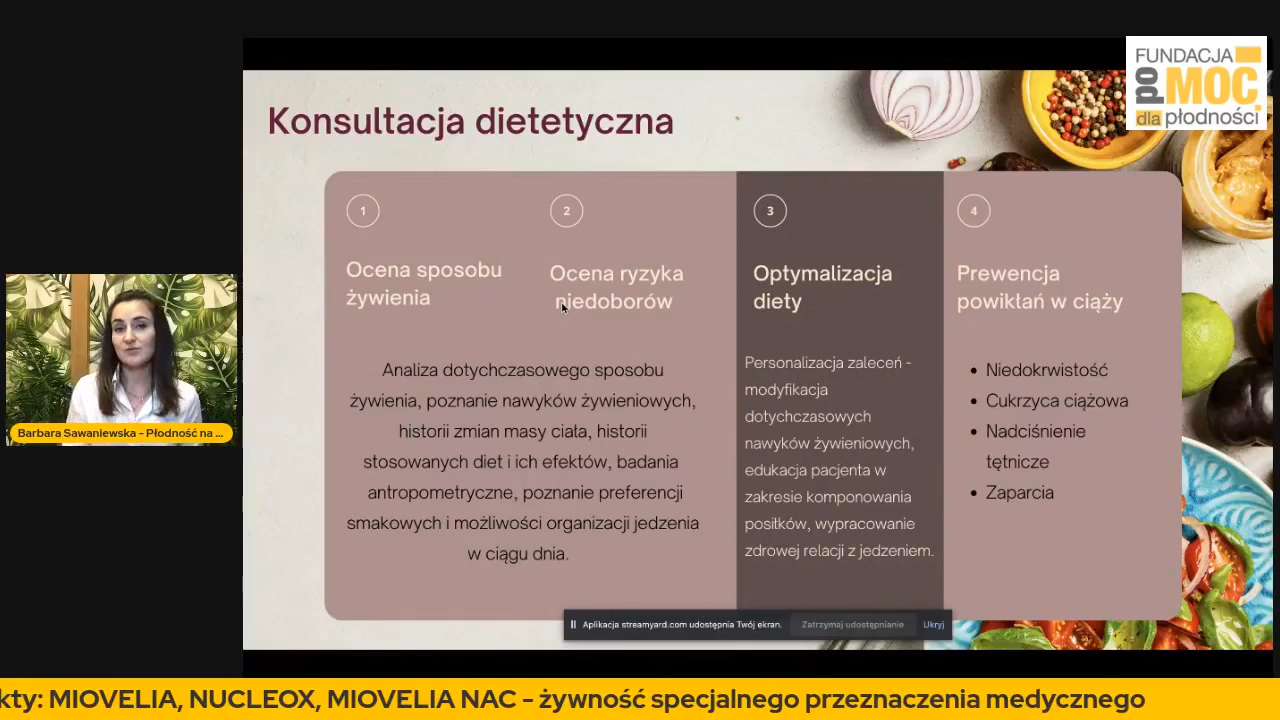 FUNDACJA
poMOC
dla płodności
Konsultacja dietetyczna
1
Ocena sposobu
żywienia
2
Ocena ryzyka
niedoborów
Analiza dotychczasowego sposobu
żywienia, poznanie nawyków żywieniowych,
historii zmian masy ciała, historii
stosowanych diet i ich efektów, badania
antropometryczne, poznanie preferencji
smakowych i możliwości organizacji jedzenia
w ciągu dnia.
3
Optymalizacja
diety
Personalizacja zaleceń -
modyfikacja
dotychczasowych
nawyków żywieniowych,
edukacja pacjenta w
zakresie komponowania
posiłków, wypracowanie
zdrowej relacji z jedzeniem.
4
Prewencja
powikłań w ciąży
• Niedokrwistość
• Cukrzyca ciążowa
• Nadciśnienie
tętnicze
• Zaparcia
Barbara Sawaniewska - Płodność na ...
Aplikacja streamyard.com udostępnia Twój ekran. Zatrzymaj udostępnianie Ukryj
kty: MIOVELIA, NUCLEOX, MIOVELIA NAC - żywność specjalnego przeznaczenia medycznego